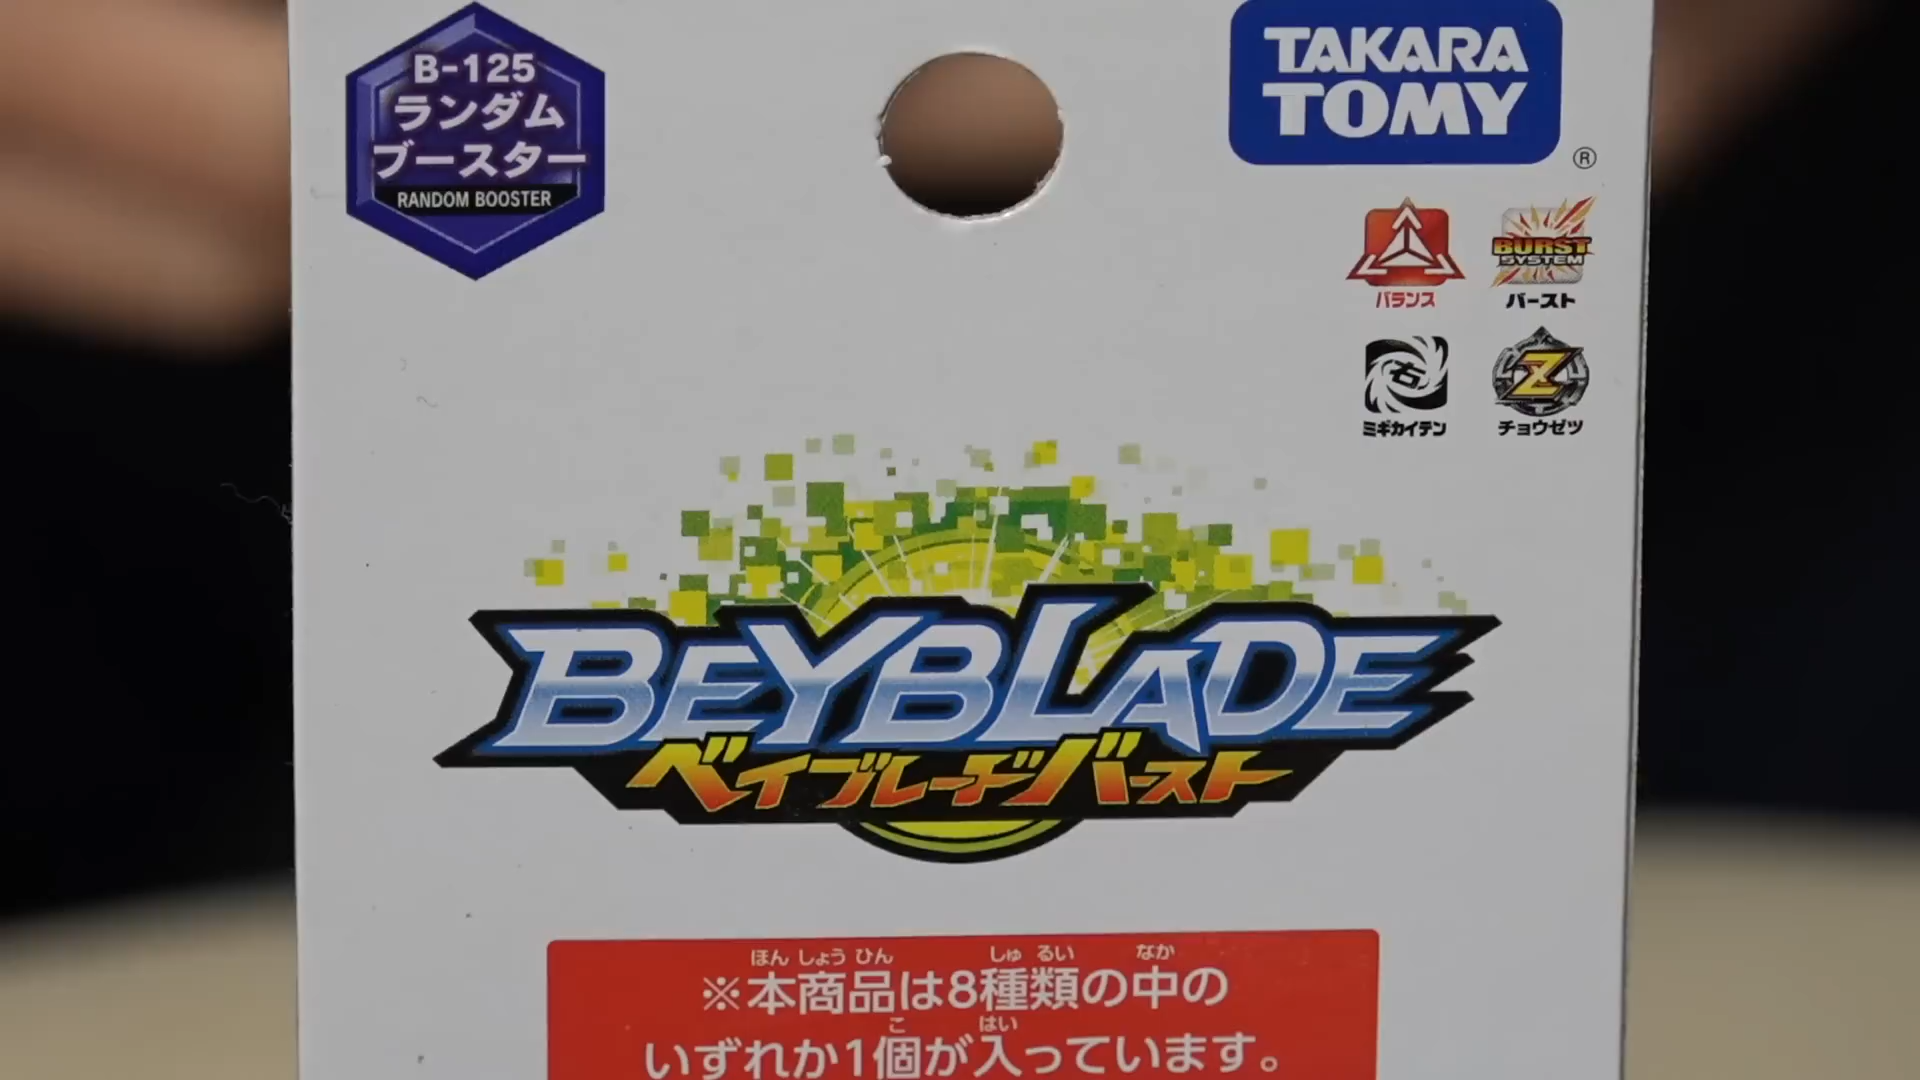 B-125
ランダム
ブースター
RANDOM BOOSTER
TAKARA
TOMY
®
バランス
BURST
SYSTEM
バースト
右
ミギカイテン
Z
チョウゼツ
BEYBLADE
ベイブレードバースト
ほんしょうひん しゅるい なか
※本商品は8種類の中の
こ はい
いずれか1個が入っています。